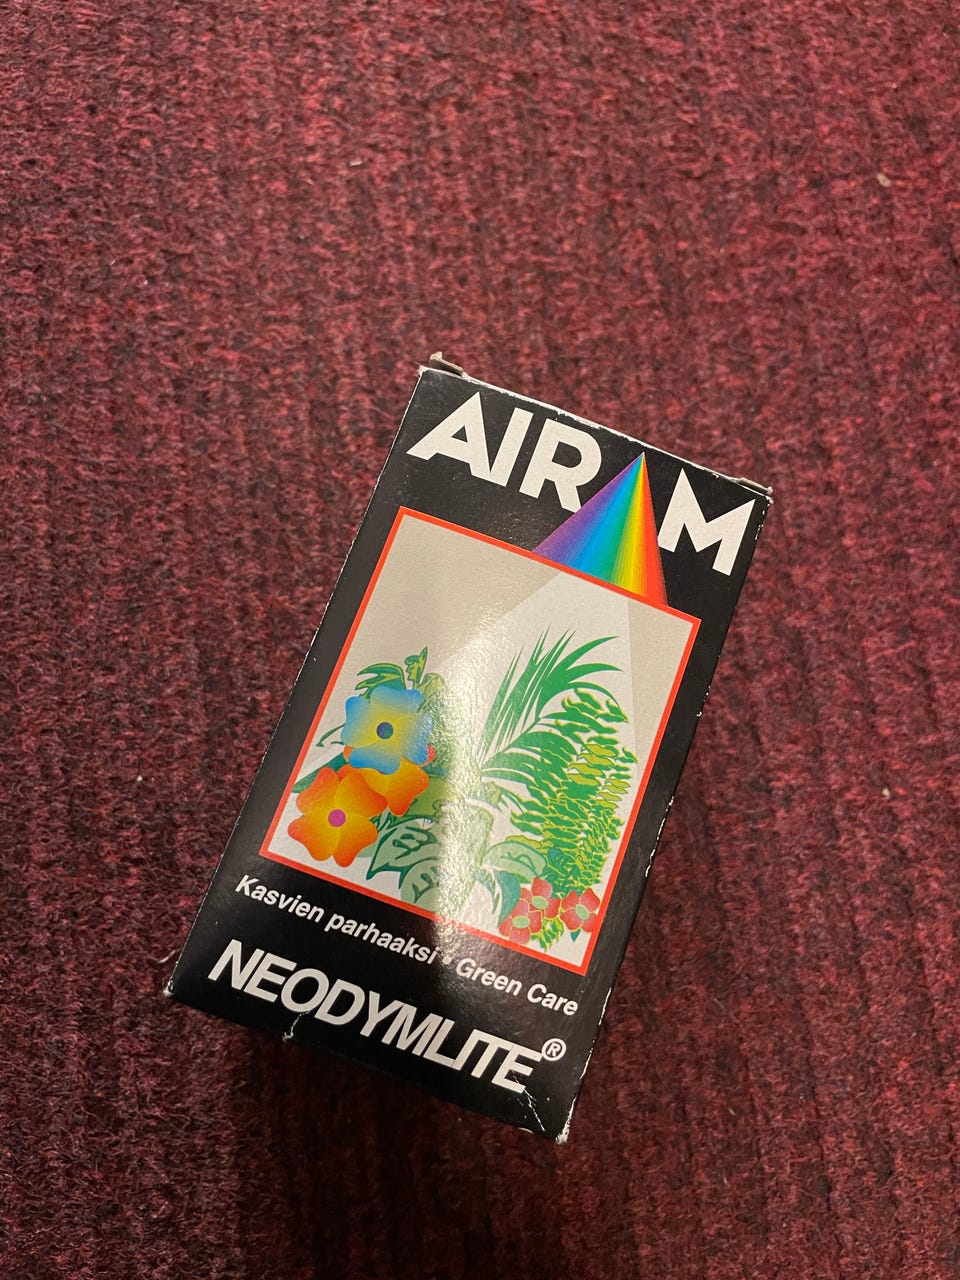 AIRAM
Kasvien parhaaksi • Green Care
NEODYMLITE®